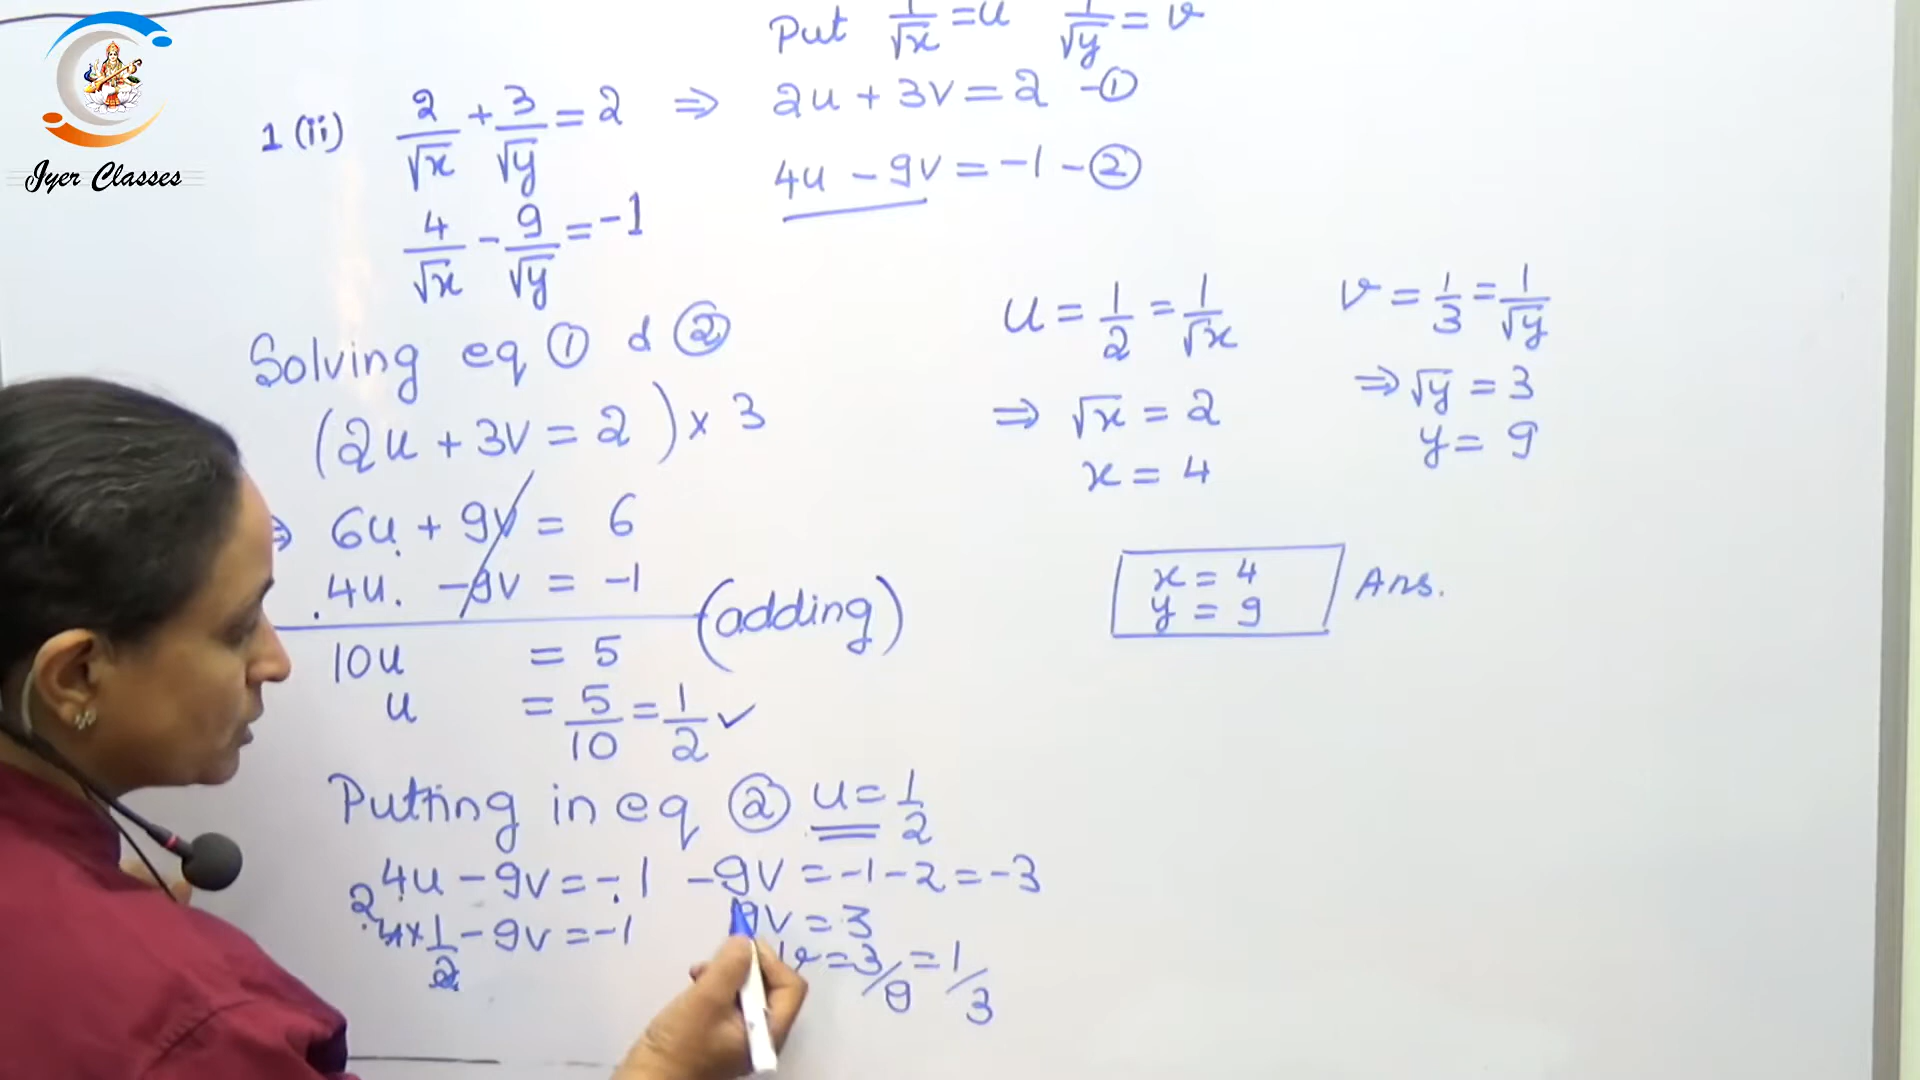 Iyer Classes
Put 1/√x = u 1/√y = v
1 (ii) 2/√x + 3/√y = 2 ⇒ 2u + 3v = 2 - ①
4/√x - 9/√y = -1
4u - 9v = -1 - ②
Solving eq ① & ②
(2u + 3v = 2) × 3
⇒ 6u + 9v = 6
4u - 9v = -1 (adding)
10u = 5
u = 5/10 = 1/2 ✓
Putting in eq ② u = 1/2
4u - 9v = -1
2 4 × 1/2 - 9v = -1
-9v = -1 - 2 = -3
9v = 3
v = 3/9 = 1/3
u = 1/2 = 1/√x
⇒ √x = 2
x = 4
v = 1/3 = 1/√y
⇒ √y = 3
y = 9
x = 4
y = 9
Ans.